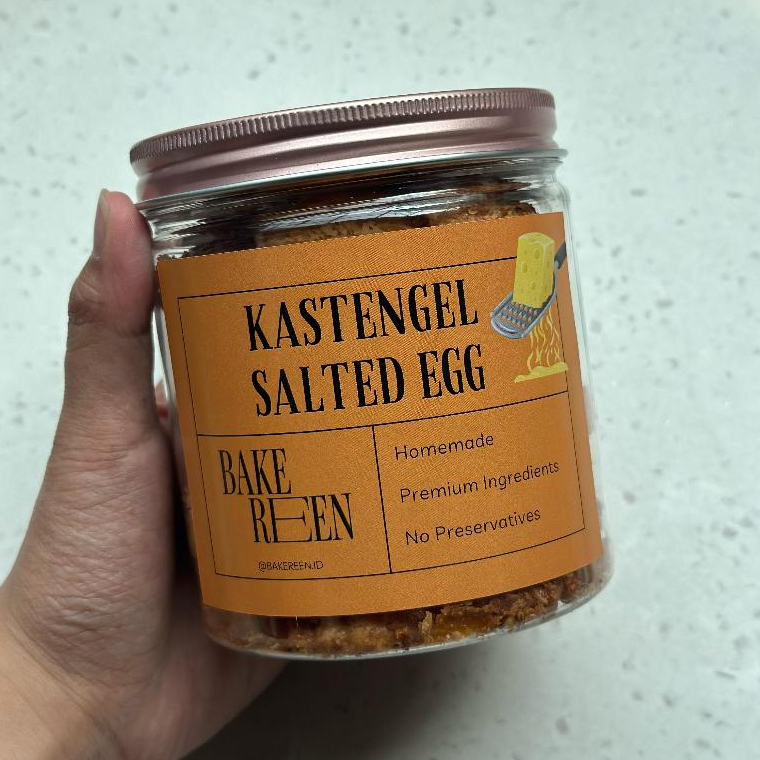 KASTENGEL
SALTED EGG
BAKE
REEN
@BAKEREEN.ID
Homemade
Premium Ingredients
No Preservatives